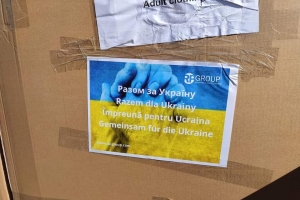 Adult clothing
GROUP
Разом за Україну
Razem dla Ukrainy
Împreună pentru Ucraina
Gemeinsam für die Ukraine